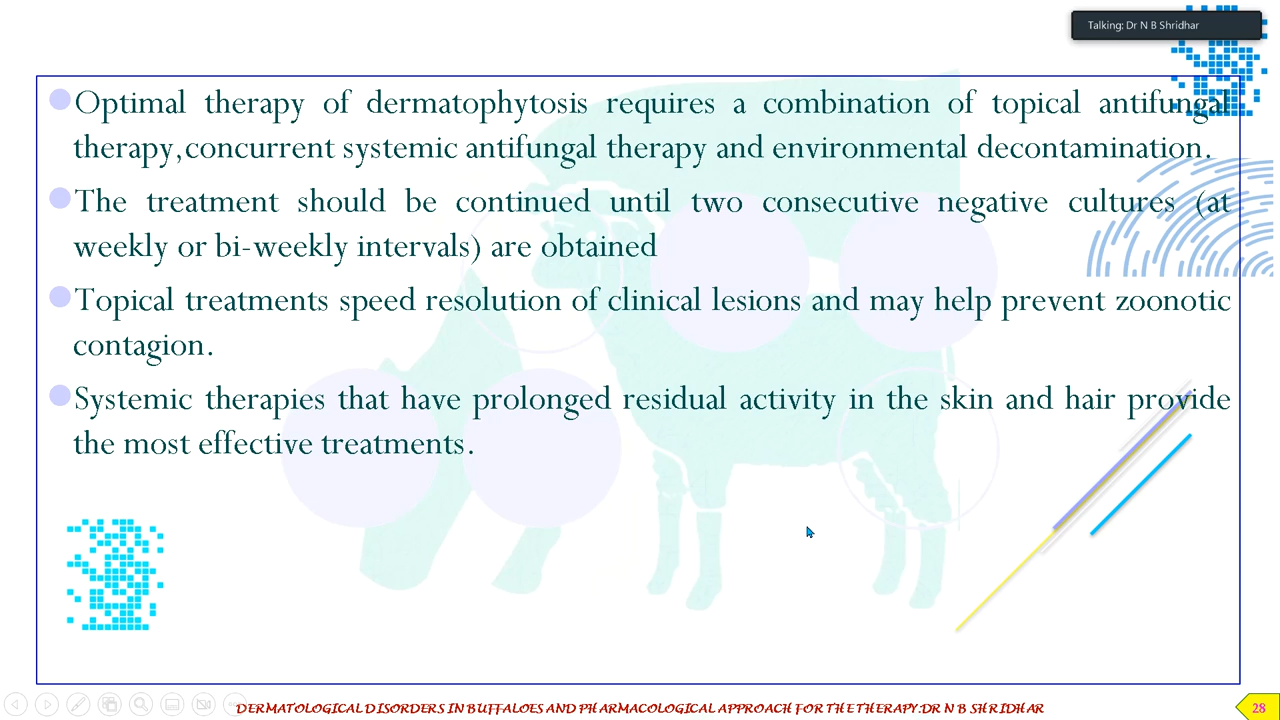 Talking: Dr N B Shridhar
Optimal therapy of dermatophytosis requires a combination of topical antifungal
therapy,concurrent systemic antifungal therapy and environmental decontamination.
The treatment should be continued until two consecutive negative cultures (at
weekly or bi-weekly intervals) are obtained
Topical treatments speed resolution of clinical lesions and may help prevent zoonotic
contagion.
Systemic therapies that have prolonged residual activity in the skin and hair provide
the most effective treatments.
DERMATOLOGICAL DISORDERS IN BUFFALOES AND PHARMACOLOGICAL APPROACH FOR THE THERAPY:DR N B SHRIDHAR
28